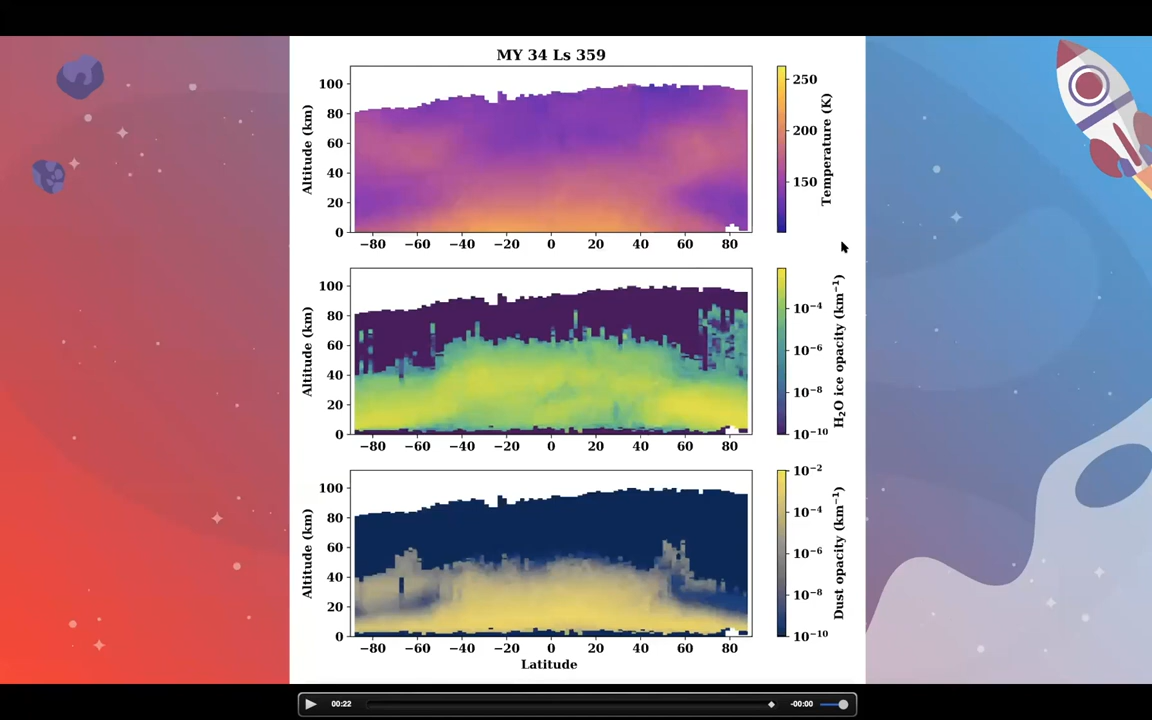 MY 34 Ls 359
100
80
60
40
20
0
Altitude (km)
−80 −60 −40 −20 0 20 40 60 80
250
200
150
Temperature (K)
100
80
60
40
20
0
Altitude (km)
−80 −60 −40 −20 0 20 40 60 80
10⁻⁴
10⁻⁶
10⁻⁸
10⁻¹⁰
H₂O ice opacity (km⁻¹)
100
80
60
40
20
0
Altitude (km)
−80 −60 −40 −20 0 20 40 60 80
Latitude
10⁻²
10⁻⁴
10⁻⁶
10⁻⁸
10⁻¹⁰
Dust opacity (km⁻¹)
00:22 -00:00